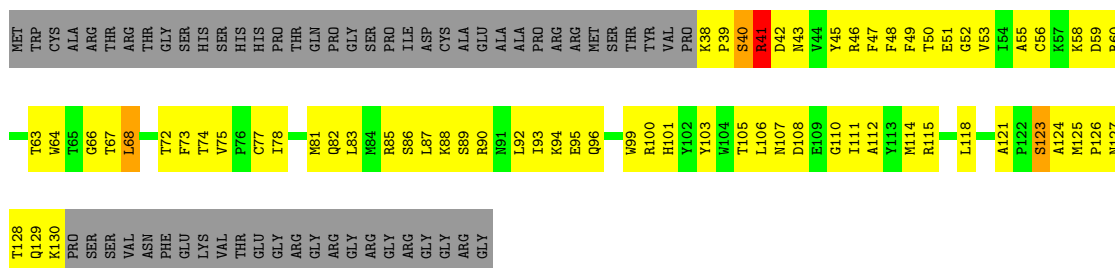 MET TRP CYS ALA ARG THR ARG THR GLY SER HIS SER HIS HIS PRO THR GLN PRO GLY SER PRO ILE ASP CYS ALA GLU ALA ALA PRO ARG ARG MET SER THR TYR VAL PRO K38 P39 S40 R41 D42 N43 V44 Y45 R46 F47 F48 F49 T50 E51 G52 V53 I54 A55 C56 K57 K58 D59
T63 W64 T65 G66 T67 L68 T72 F73 T74 V75 P76 C77 I78 M81 Q82 L83 M84 R85 S86 L87 K88 S89 R90 N91 L92 I93 K94 E95 Q96 W99 R100 H101 Y102 Y103 W104 T105 L106 N107 D108 E109 G110 I111 A112 Y113 M114 R115 L118 A121 P122 S123 A124 M125 P126
T128 Q129 K130 PRO SER SER VAL ASN PHE GLU LYS VAL THR GLU GLY ARG GLY ARG GLY ARG GLY ARG GLY GLY ARG GLY